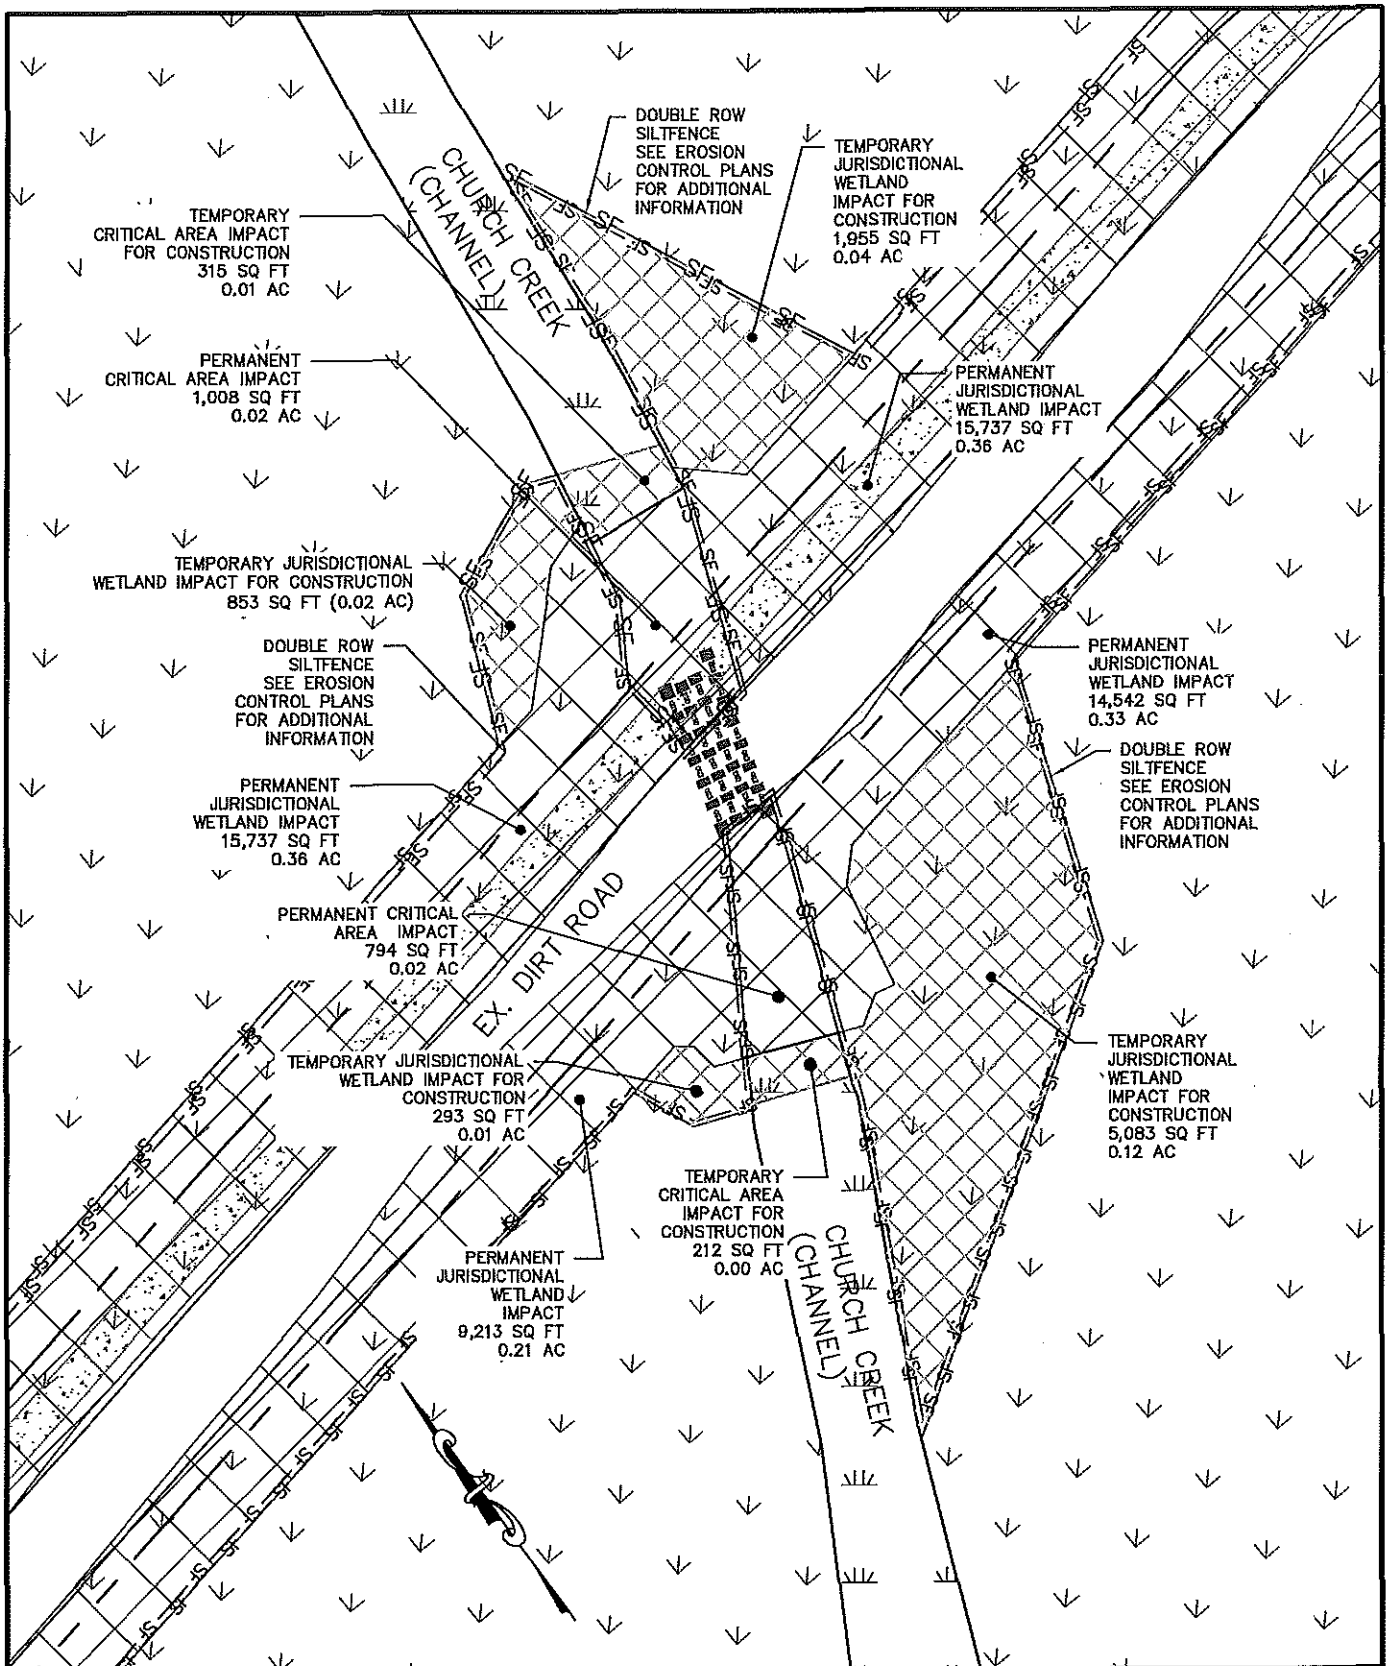 DOUBLE ROW
SILTFENCE
SEE EROSION
CONTROL PLANS
FOR ADDITIONAL
INFORMATION
TEMPORARY
JURISDICTIONAL
WETLAND
IMPACT FOR
CONSTRUCTION
1,955 SQ FT
0.04 AC
CHURCH CREEK
(CHANNEL)
TEMPORARY
CRITICAL AREA IMPACT
FOR CONSTRUCTION
315 SQ FT
0.01 AC
PERMANENT
CRITICAL AREA IMPACT
1,008 SQ FT
0.02 AC
PERMANENT
JURISDICTIONAL
WETLAND IMPACT
15,737 SQ FT
0.36 AC
TEMPORARY JURISDICTIONAL
WETLAND IMPACT FOR CONSTRUCTION
853 SQ FT (0.02 AC)
DOUBLE ROW
SILTFENCE
SEE EROSION
CONTROL PLANS
FOR ADDITIONAL
INFORMATION
PERMANENT
JURISDICTIONAL
WETLAND IMPACT
14,542 SQ FT
0.33 AC
DOUBLE ROW
SILTFENCE
SEE EROSION
CONTROL PLANS
FOR ADDITIONAL
INFORMATION
PERMANENT
JURISDICTIONAL
WETLAND IMPACT
15,737 SQ FT
0.36 AC
PERMANENT CRITICAL
AREA IMPACT
794 SQ FT
0.02 AC
EX. DIRT ROAD
TEMPORARY JURISDICTIONAL
WETLAND IMPACT FOR
CONSTRUCTION
293 SQ FT
0.01 AC
TEMPORARY
JURISDICTIONAL
WETLAND
IMPACT FOR
CONSTRUCTION
5,083 SQ FT
0.12 AC
TEMPORARY
CRITICAL AREA
IMPACT FOR
CONSTRUCTION
212 SQ FT
0.00 AC
CHURCH CREEK
(CHANNEL)
PERMANENT
JURISDICTIONAL
WETLAND
IMPACT
9,213 SQ FT
0.21 AC